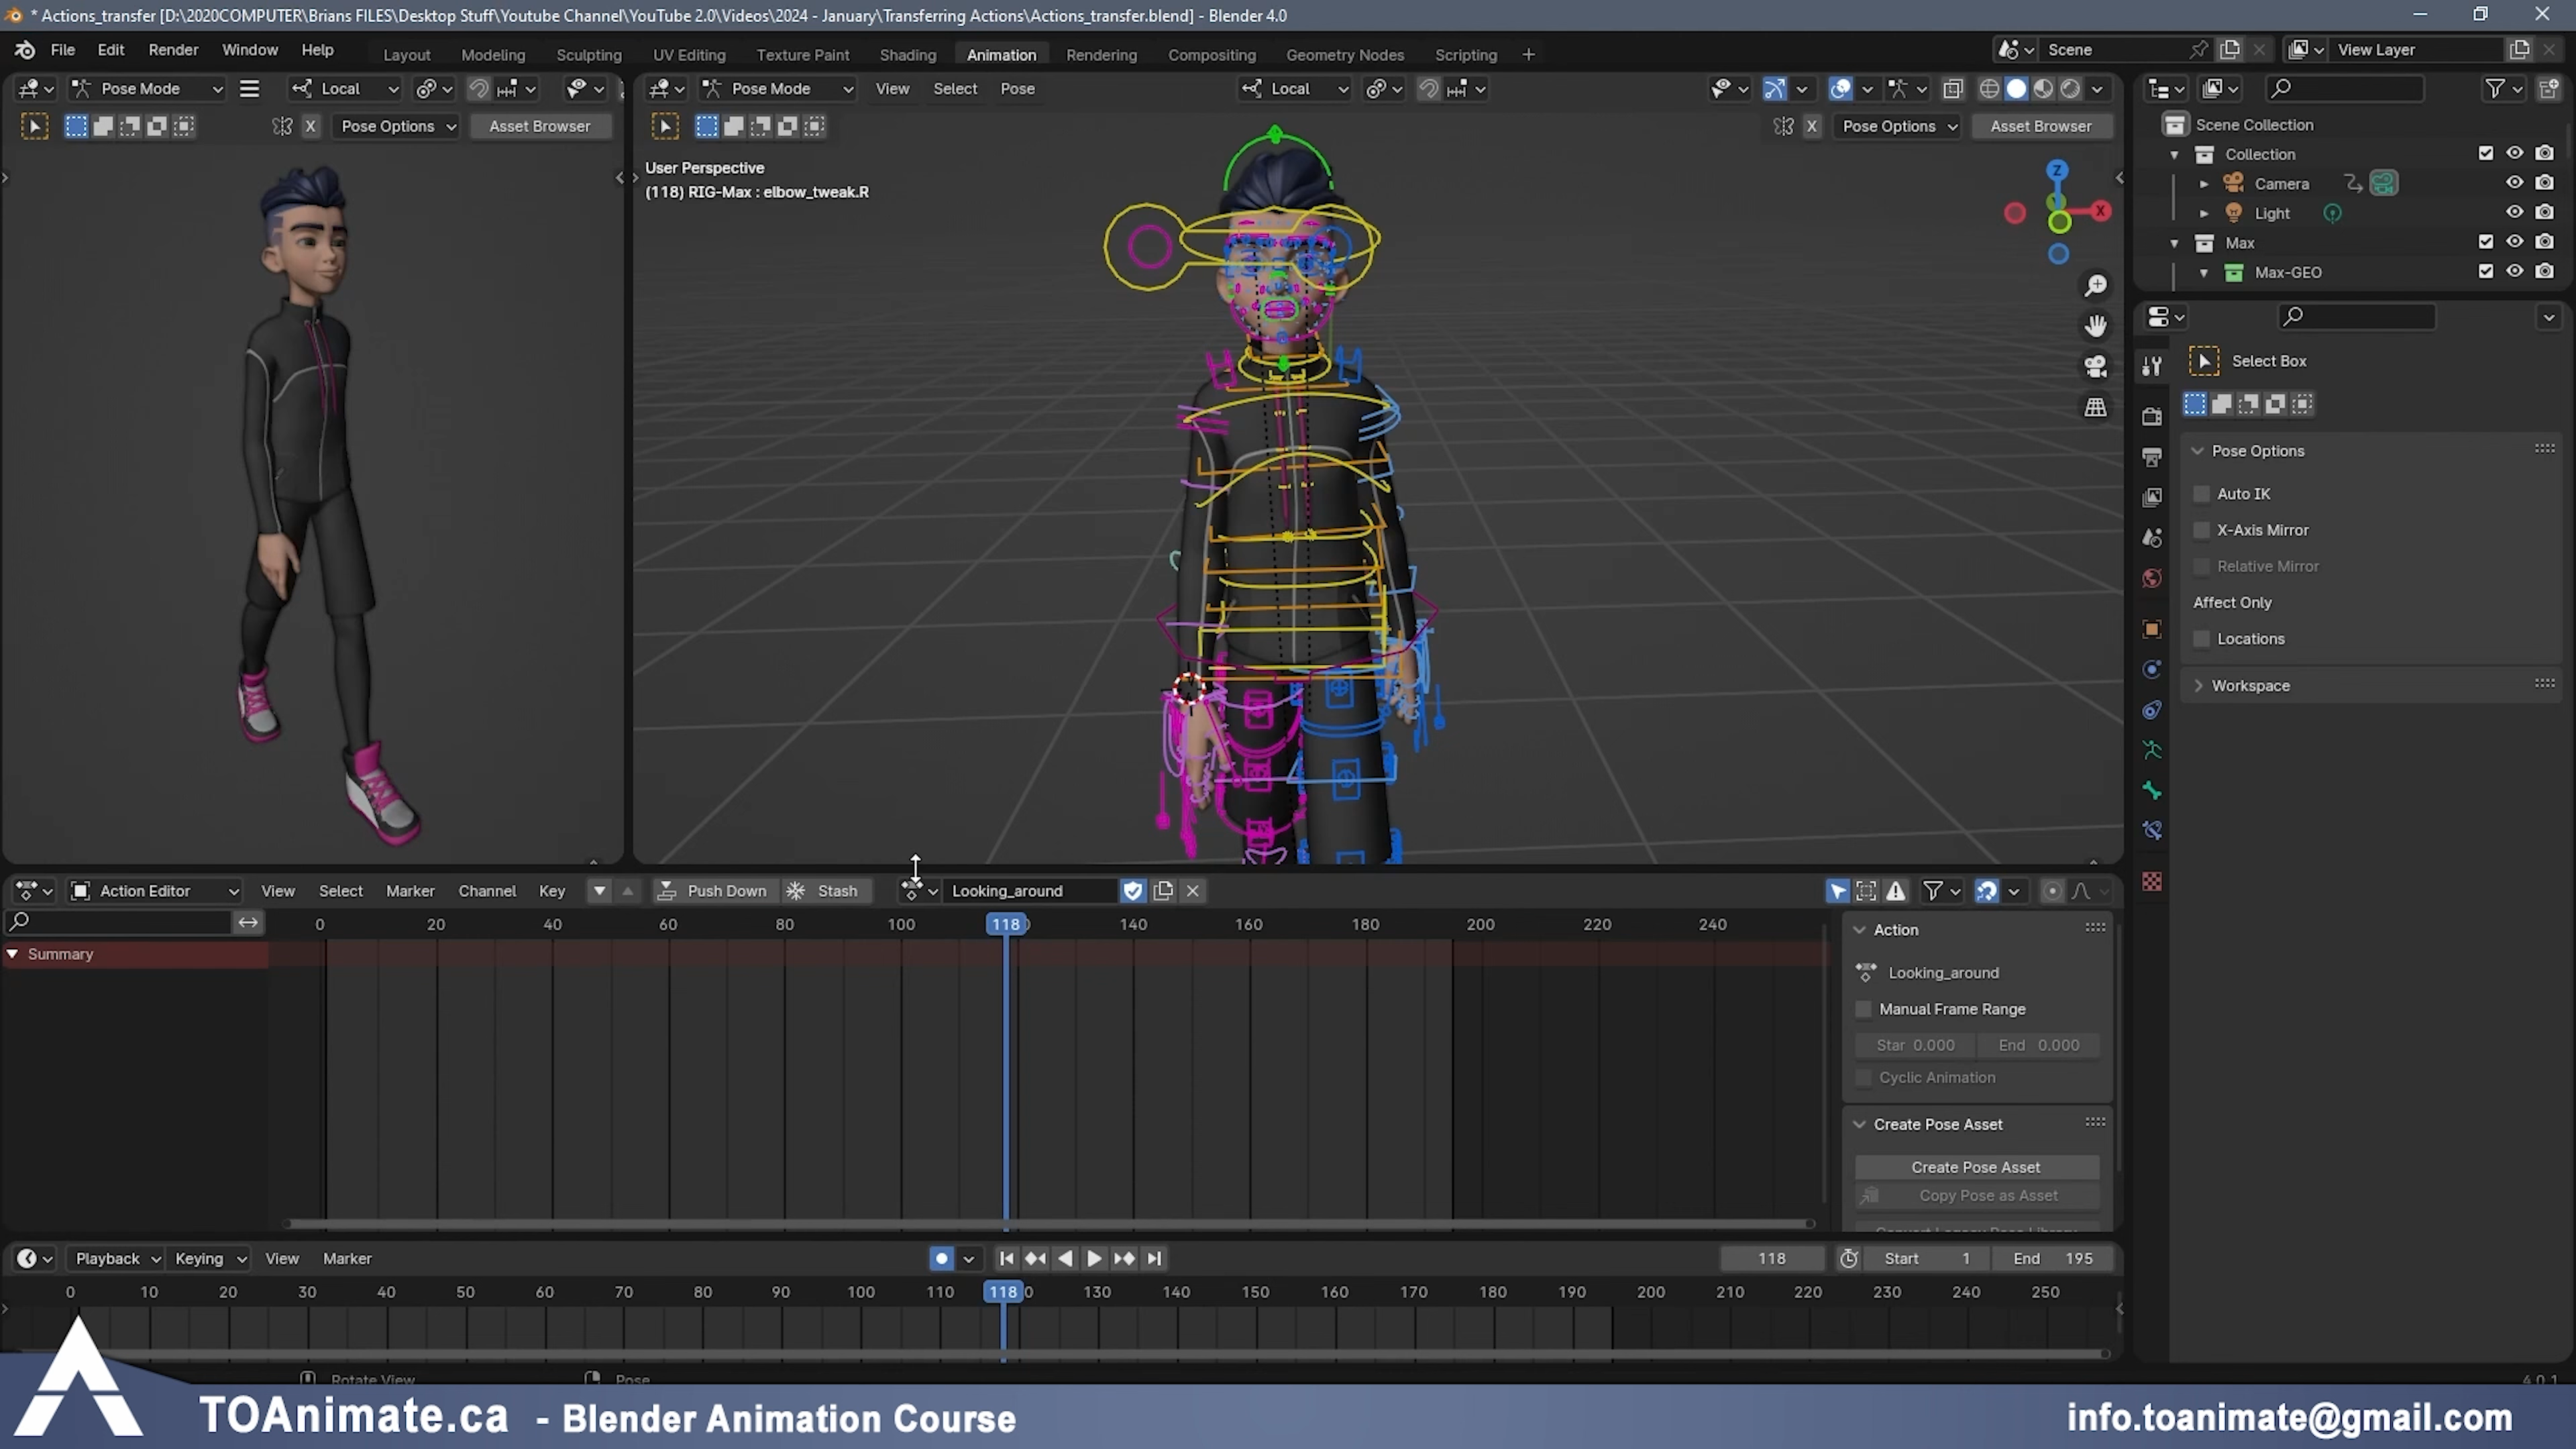 * Actions_transfer [D:\2020COMPUTER\Brians FILES\Desktop Stuff\Youtube Channel\YouTube 2.0\Videos\2024 - January\Transferring Actions\Actions_transfer.blend] - Blender 4.0
File Edit Render Window Help Layout Modeling Sculpting UV Editing Texture Paint Shading Animation Rendering Compositing Geometry Nodes Scripting + Scene View Layer
Pose Mode Local Pose Mode View Select Pose Local
X Pose Options Asset Browser X Pose Options Asset Browser
User Perspective
(118) RIG-Max : elbow_tweak.R
Z
X
Scene Collection
Collection
Camera
Light
Max
Max-GEO
Select Box
Pose Options
Auto IK
X-Axis Mirror
Relative Mirror
Affect Only
Locations
Workspace
Action Editor View Select Marker Channel Key Push Down Stash Looking_around
0 20 40 60 80 100 118 140 160 180 200 220 240
Summary
Action
Looking_around
Manual Frame Range
Star 0.000 End 0.000
Cyclic Animation
Create Pose Asset
Create Pose Asset
Copy Pose as Asset
Playback Keying View Marker 118 Start 1 End 195
0 10 20 30 40 50 60 70 80 90 100 110 118 130 140 150 160 170 180 190 200 210 220 230 240 250
Rotate View Pose 4.0.1
TOAnimate.ca - Blender Animation Course
info.toanimate@gmail.com